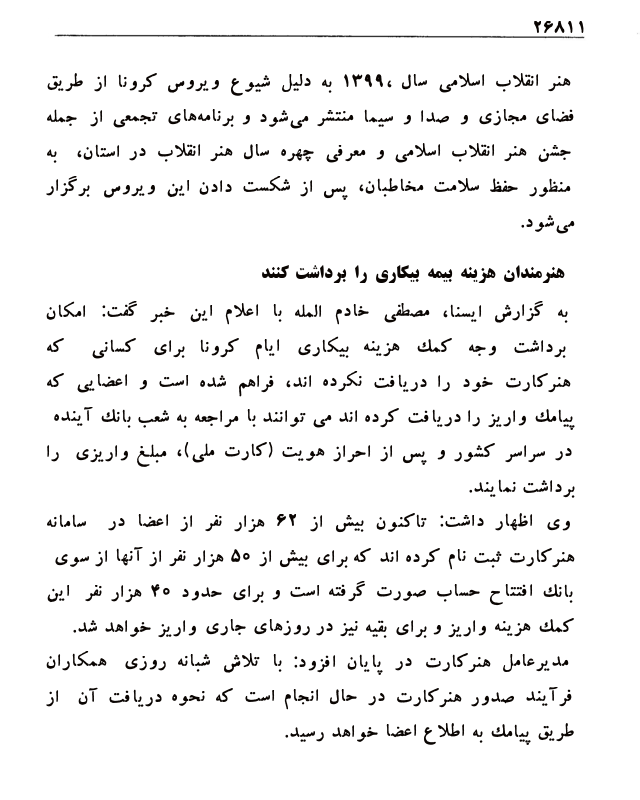 ۲۶۸۱۱
هنر انقلاب اسلامی سال ،۱۳۹۹ به دلیل شیوع ویروس کرونا از طریق
فضای مجازی و صدا و سیما منتشر می‌شود و برنامه‌های تجمعی از جمله
جشن هنر انقلاب اسلامی و معرفی چهره سال هنر انقلاب در استان، به
منظور حفظ سلامت مخاطبان، پس از شکست دادن این ویروس برگزار
می‌شود.
هنرمندان هزینه بیمه بیکاری را برداشت کنند
به گزارش ایسنا، مصطفی خادم المله با اعلام این خبر گفت: امکان
برداشت وجه کمک هزینه بیکاری ایام کرونا برای کسانی که
هنرکارت خود را دریافت نکرده اند، فراهم شده است و اعضایی که
پیامک واریز را دریافت کرده اند می توانند با مراجعه به شعب بانک آینده
در سراسر کشور و پس از احراز هویت (کارت ملی)، مبلغ واریزی را
برداشت نمایند.
وی اظهار داشت: تاکنون بیش از ۶۲ هزار نفر از اعضا در سامانه
هنرکارت ثبت نام کرده اند که برای بیش از ۵۰ هزار نفر از آنها از سوی
بانک افتتاح حساب صورت گرفته است و برای حدود ۴۰ هزار نفر این
کمک هزینه واریز و برای بقیه نیز در روزهای جاری واریز خواهد شد.
مدیرعامل هنرکارت در پایان افزود: با تلاش شبانه روزی همکاران
فرآیند صدور هنرکارت در حال انجام است که نحوه دریافت آن از
طریق پیامک به اطلاع اعضا خواهد رسید.